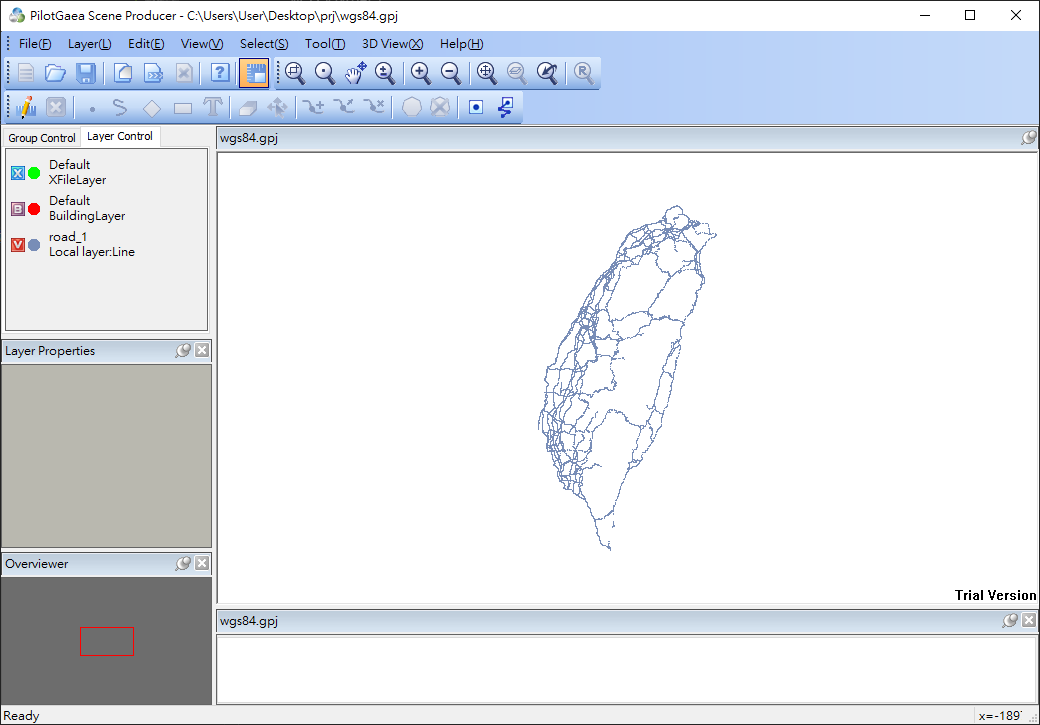 PilotGaea Scene Producer - C:\Users\User\Desktop\prj\wgs84.gpj
File(F) Layer(L) Edit(E) View(V) Select(S) Tool(T) 3D View(X) Help(H)
Group Control Layer Control
wgs84.gpj
Default
XFileLayer
Default
BuildingLayer
road_1
Local layer:Line
Layer Properties
Overviewer
Trial Version
wgs84.gpj
Ready
x=-189